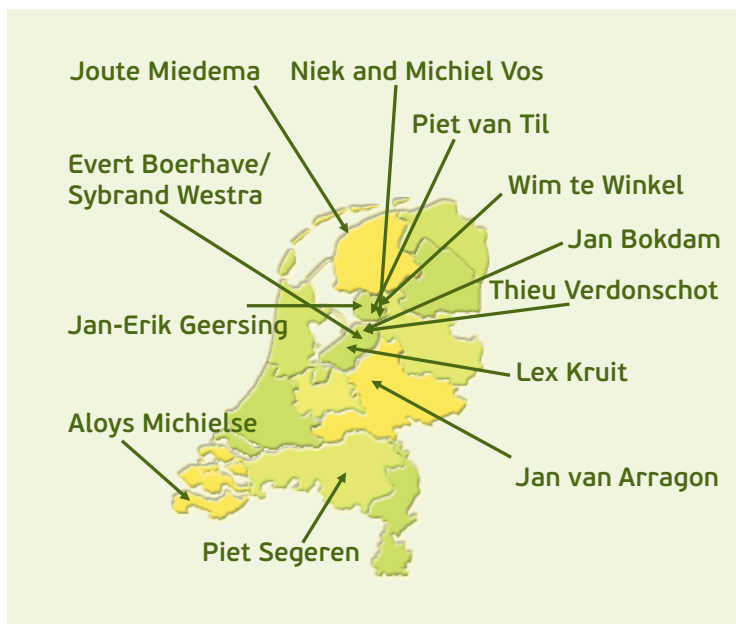 Joute Miedema
Niek and Michiel Vos
Piet van Til
Evert Boerhave/
Sybrand Westra
Wim te Winkel
Jan Bokdam
Thieu Verdonschot
Jan-Erik Geersing
Lex Kruit
Aloys Michielse
Jan van Arragon
Piet Segeren